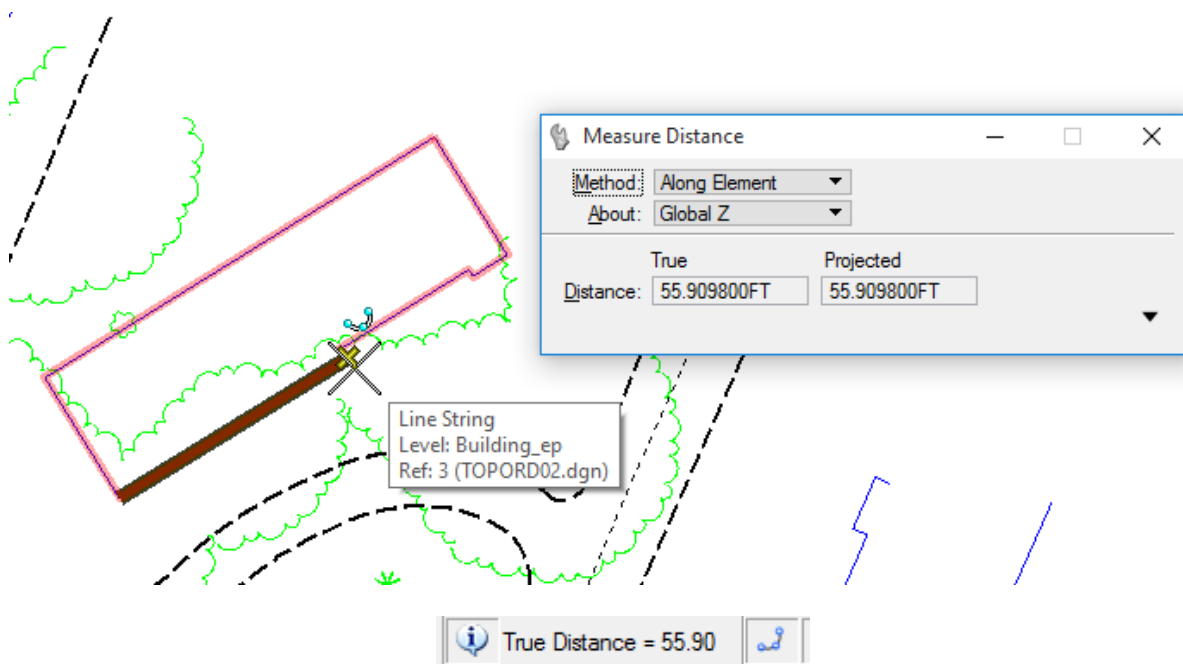 Measure Distance
Method: Along Element
About: Global Z
True Projected
Distance: 55.909800FT 55.909800FT
Line String
Level: Building_ep
Ref: 3 (TOPORD02.dgn)
True Distance = 55.90